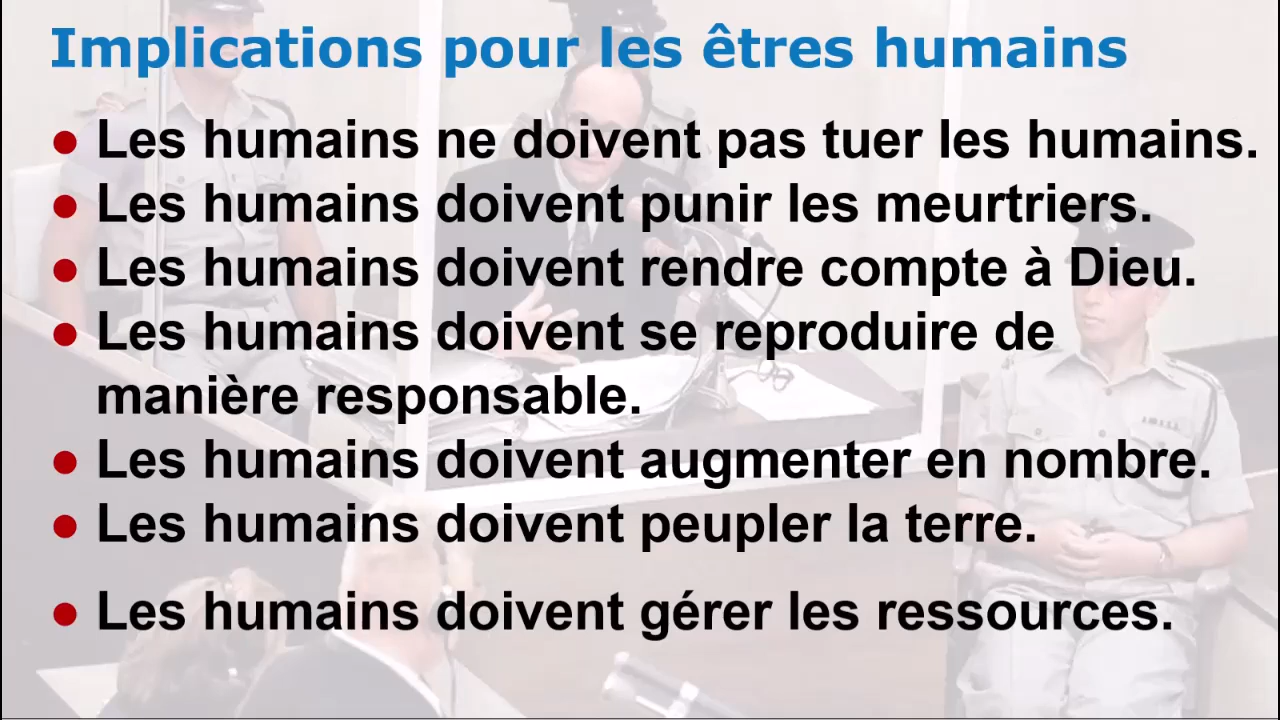 Implications pour les êtres humains
● Les humains ne doivent pas tuer les humains.
● Les humains doivent punir les meurtriers.
● Les humains doivent rendre compte à Dieu.
● Les humains doivent se reproduire de
manière responsable.
● Les humains doivent augmenter en nombre.
● Les humains doivent peupler la terre.
● Les humains doivent gérer les ressources.